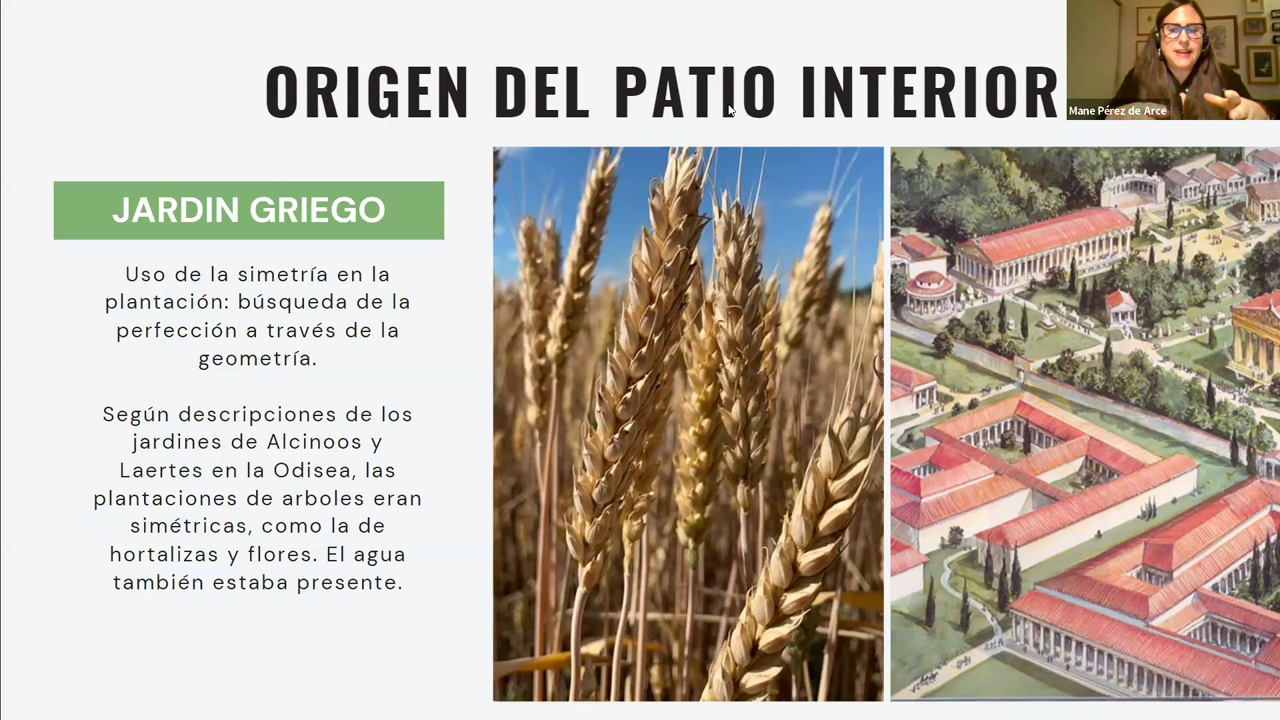 ORIGEN DEL PATIO INTERIOR
Mane Pérez de Arce
JARDIN GRIEGO
Uso de la simetría en la
plantación: búsqueda de la
perfección a través de la
geometría.
Según descripciones de los
jardines de Alcinoos y
Laertes en la Odisea, las
plantaciones de arboles eran
simétricas, como la de
hortalizas y flores. El agua
también estaba presente.